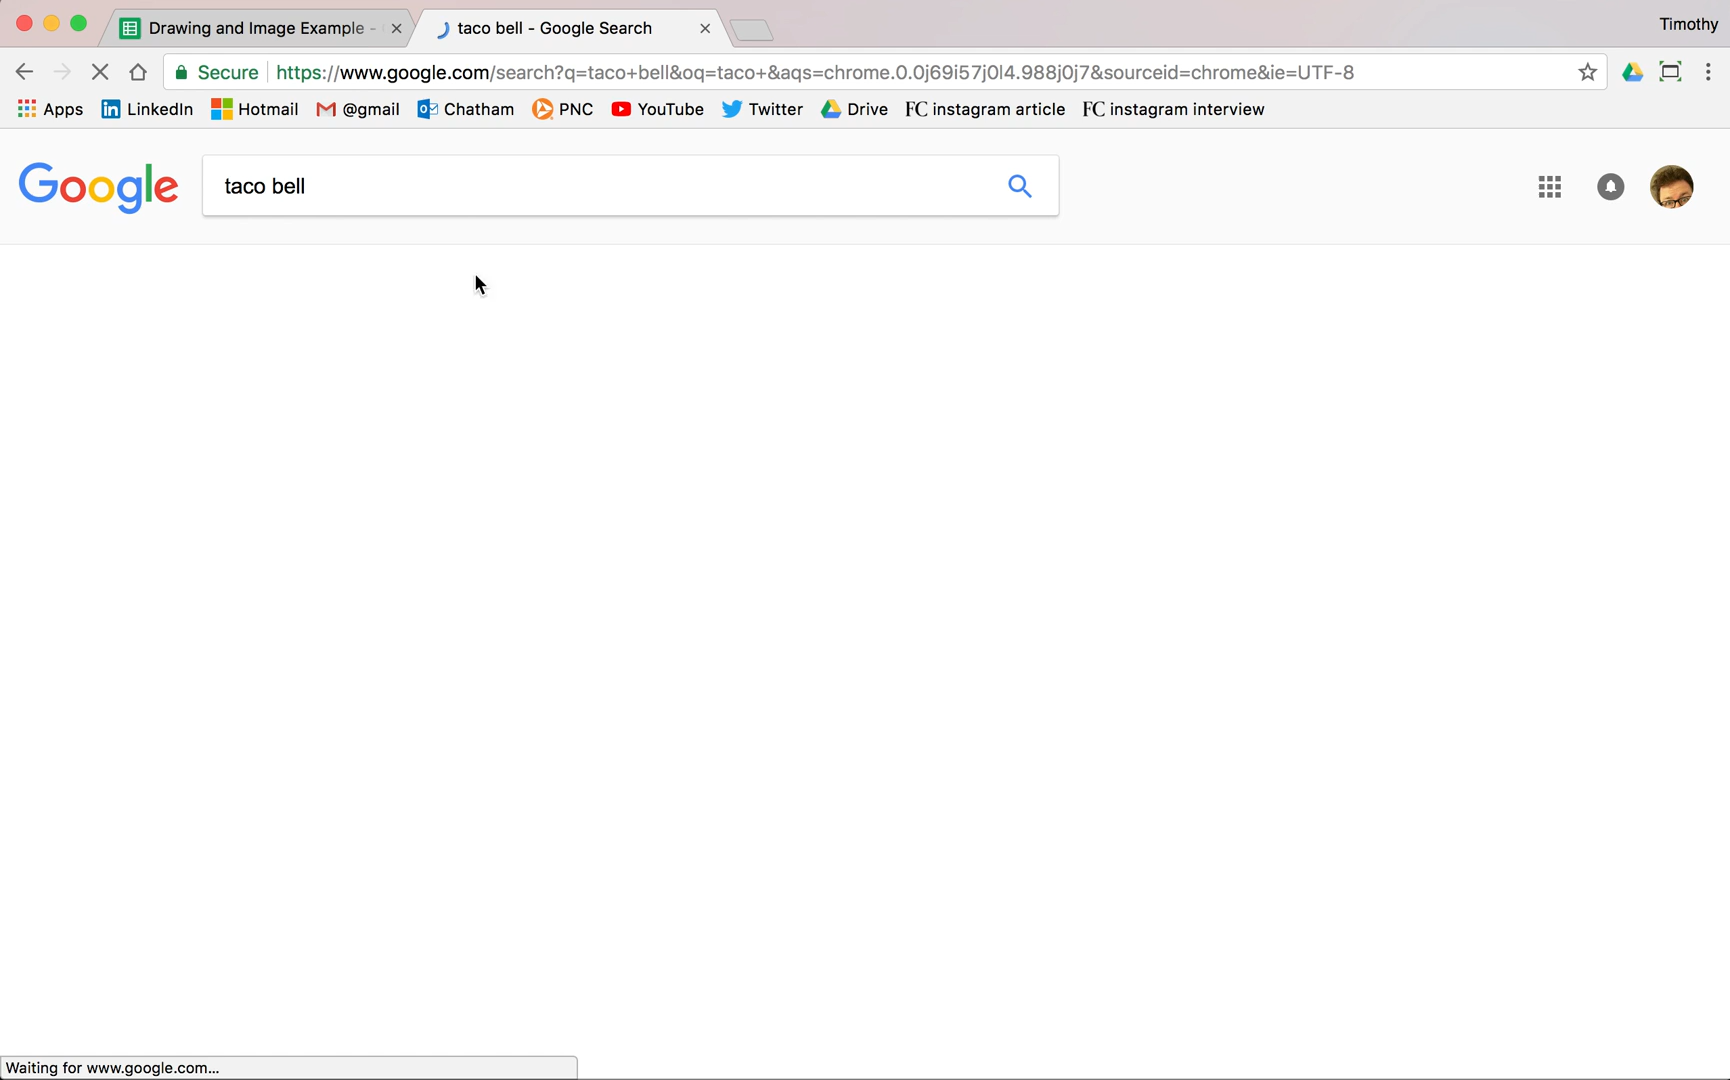 Drawing and Image Example -
taco bell - Google Search
Timothy
Secure https://www.google.com/search?q=taco+bell&oq=taco+&aqs=chrome.0.0j69i57j0l4.988j0j7&sourceid=chrome&ie=UTF-8
Apps LinkedIn Hotmail @gmail Chatham PNC YouTube Twitter Drive FC instagram article FC instagram interview
Google taco bell
Waiting for www.google.com...